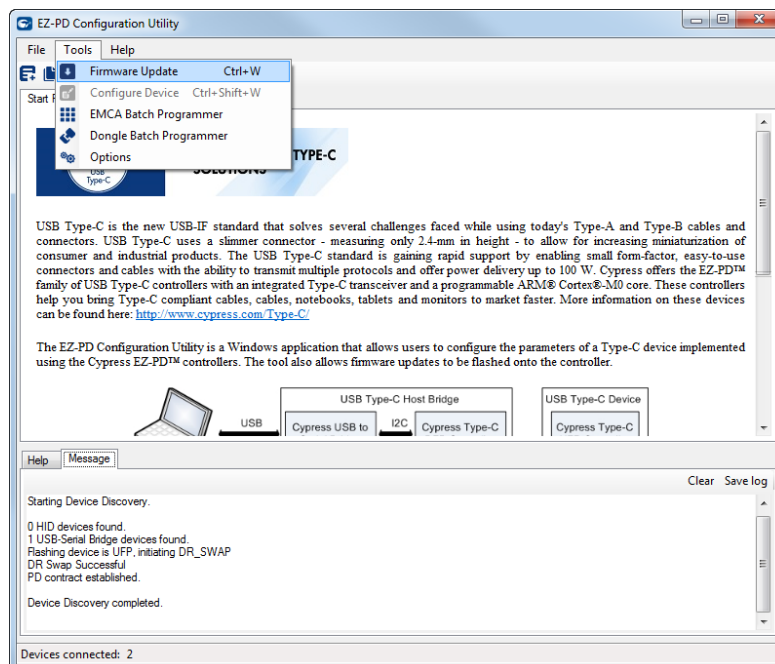 EZ-PD Configuration Utility
File Tools Help
Firmware Update Ctrl+W
Configure Device Ctrl+Shift+W
EMCA Batch Programmer
Dongle Batch Programmer
Options
Start
USB
Type-C
SOLUTIONS
TYPE-C
USB Type-C is the new USB-IF standard that solves several challenges faced while using today's Type-A and Type-B cables and
connectors. USB Type-C uses a slimmer connector - measuring only 2.4-mm in height - to allow for increasing miniaturization of
consumer and industrial products. The USB Type-C standard is gaining rapid support by enabling small form-factor, easy-to-use
connectors and cables with the ability to transmit multiple protocols and offer power delivery up to 100 W. Cypress offers the EZ-PD™
family of USB Type-C controllers with an integrated Type-C transceiver and a programmable ARM® Cortex®-M0 core. These controllers
help you bring Type-C compliant cables, cables, notebooks, tablets and monitors to market faster. More information on these devices
can be found here: http://www.cypress.com/Type-C/
The EZ-PD Configuration Utility is a Windows application that allows users to configure the parameters of a Type-C device implemented
using the Cypress EZ-PD™ controllers. The tool also allows firmware updates to be flashed onto the controller.
USB Type-C Host Bridge
USB Type-C Device
USB
Cypress USB to
I2C
Cypress Type-C
Cypress Type-C
Help Message
Clear Save log
Starting Device Discovery.
0 HID devices found.
1 USB-Serial Bridge devices found.
Flashing device is UFP, initiating DR_SWAP
DR Swap Successful
PD contract established.
Device Discovery completed.
Devices connected: 2